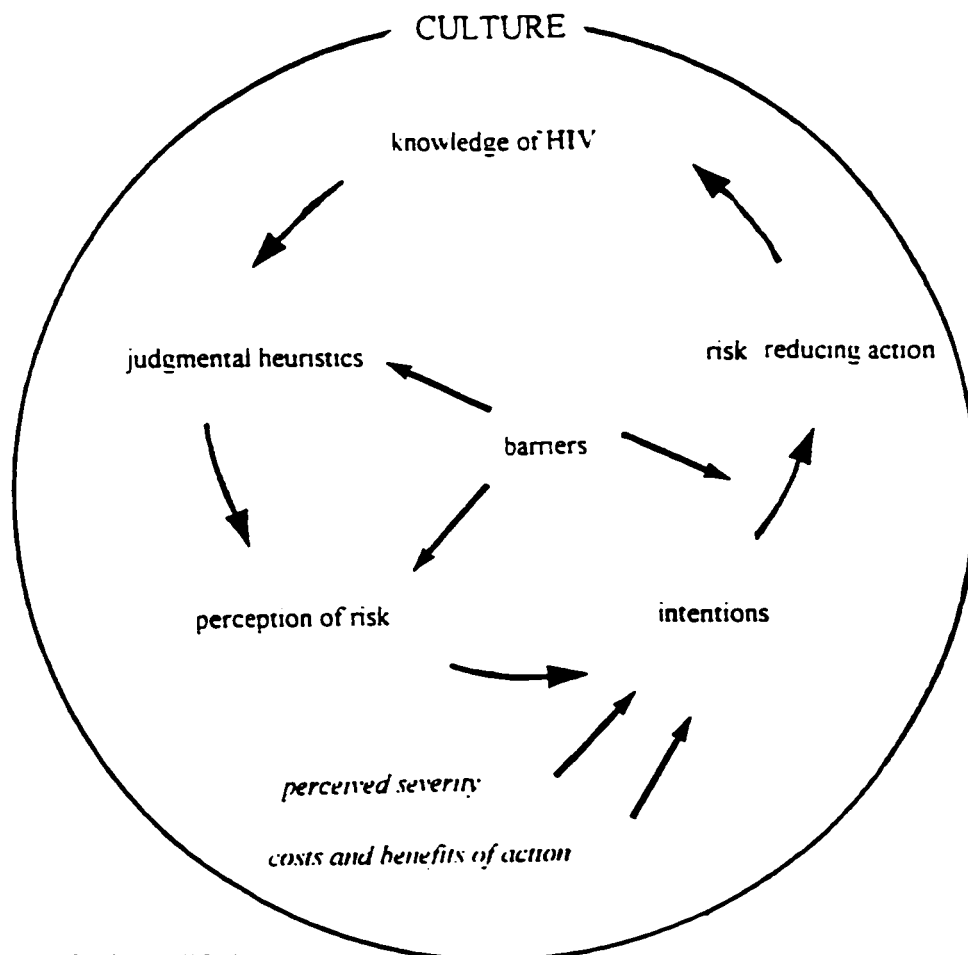 CULTURE
knowledge of HIV
judgmental heuristics
risk reducing action
barriers
perception of risk
intentions
perceived severity
costs and benefits of action